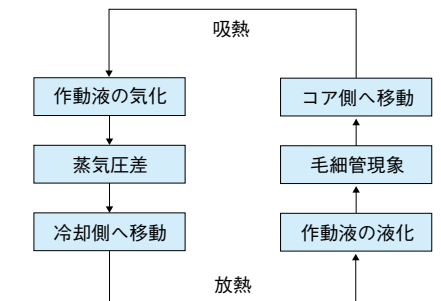 吸熱
作動液の気化
蒸気圧差
冷却側へ移動
放熱
作動液の液化
毛細管現象
コア側へ移動